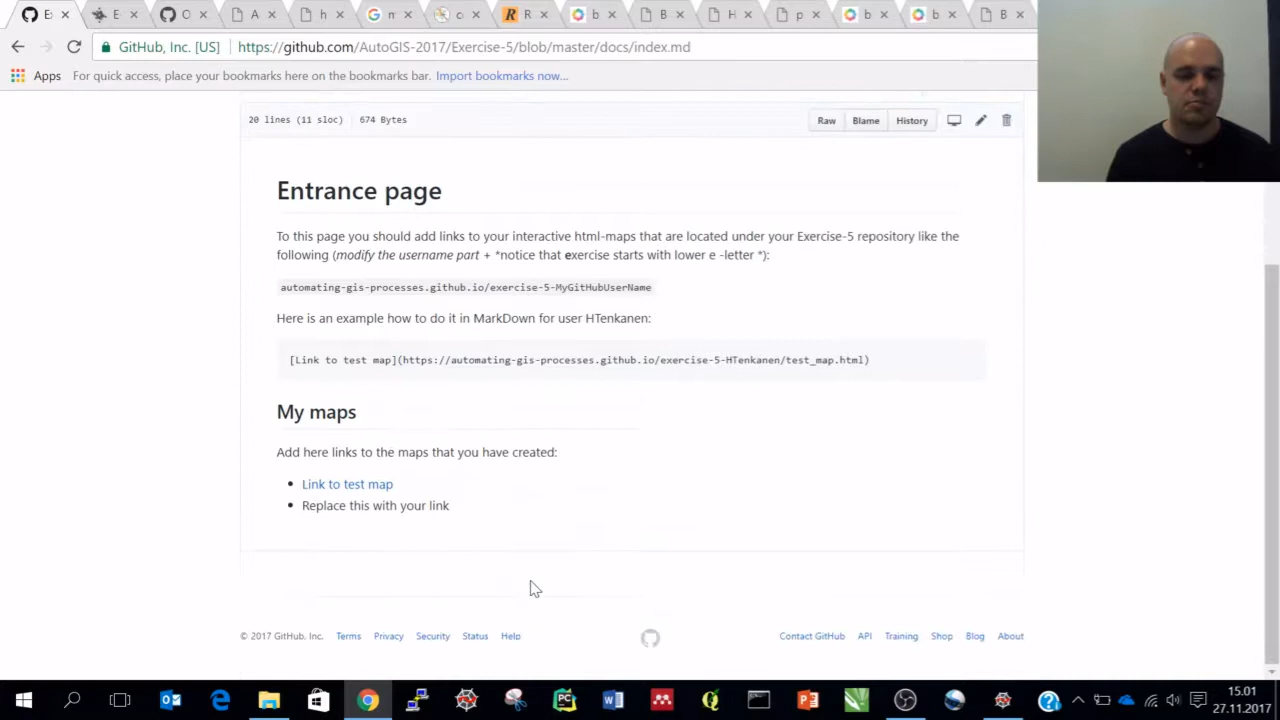 E
E
O
A
h
n
c
R
b
B
H
p
b
b
B
GitHub, Inc. [US]
https://github.com/AutoGIS-2017/Exercise-5/blob/master/docs/index.md
Apps
For quick access, place your bookmarks here on the bookmarks bar.
Import bookmarks now...
20 lines (11 sloc)
674 Bytes
Raw
Blame
History
Entrance page
To this page you should add links to your interactive html-maps that are located under your Exercise-5 repository like the
following (modify the username part + *notice that exercise starts with lower e -letter *):
automating-gis-processes.github.io/exercise-5-MyGitHubUserName
Here is an example how to do it in MarkDown for user HTenkanen:
[Link to test map](https://automating-gis-processes.github.io/exercise-5-HTenkanen/test_map.html)
My maps
Add here links to the maps that you have created:
Link to test map
Replace this with your link
© 2017 GitHub, Inc.
Terms
Privacy
Security
Status
Help
Contact GitHub
API
Training
Shop
Blog
About
15.01
27.11.2017